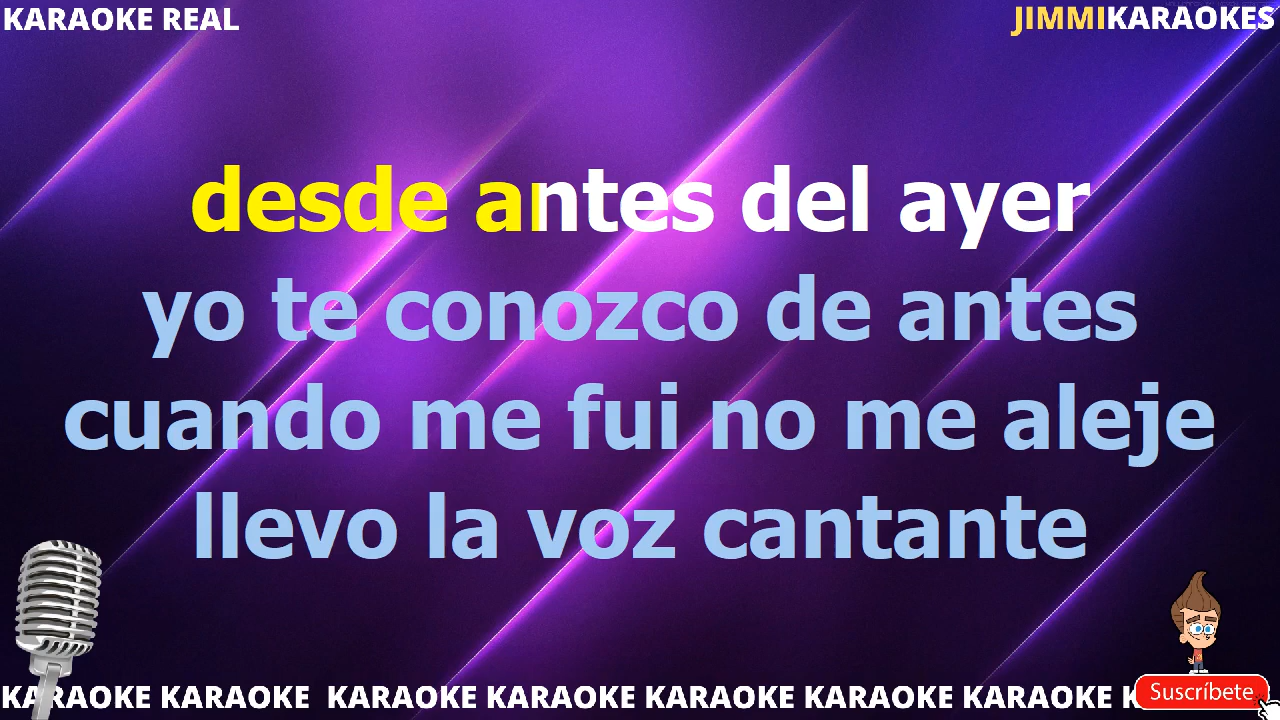 KARAOKE REAL
JIMMIKARAOKES
desde antes del ayer
yo te conozco de antes
cuando me fui no me aleje
llevo la voz cantante
KARAOKE KARAOKE KARAOKE KARAOKE KARAOKE KARAOKE KARAOKE K
Suscríbete